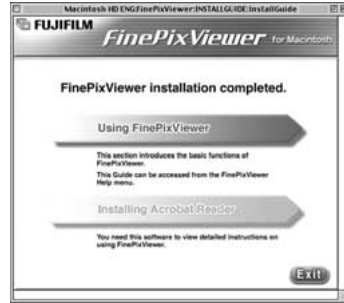 Macintosh HD ENG:FinePixViewer:INSTALLGUIDE:InstallGuide
FUJIFILM
FinePixViewer for Macintosh
FinePixViewer installation completed.
Using FinePixViewer
This section introduces the basic functions of
FinePixViewer.
This Guide can be accessed from the FinePixViewer
Help menu.
Installing Acrobat Reader
You need this software to view detailed instructions on
using FinePixViewer.
Exit